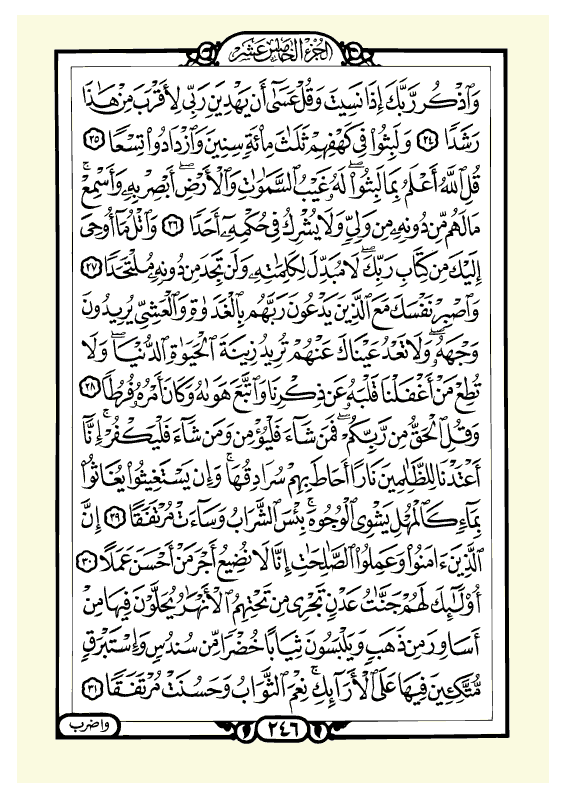 الجزء الخامس عشر
وَٱذْكُر رَّبَّكَ إِذَا نَسِيتَ وَقُلْ عَسَىٰٓ أَن يَهْدِيَنِ رَبِّى لِأَقْرَبَ مِنْ هَٰذَا
رَشَدًا ٢٤ وَلَبِثُوا۟ فِى كَهْفِهِمْ ثَلَٰثَ مِا۟ئَةٍ سِنِينَ وَٱزْدَادُوا۟ تِسْعًا ٢٥
قُلِ ٱللَّهُ أَعْلَمُ بِمَا لَبِثُوا۟ ۖ لَهُۥ غَيْبُ ٱلسَّمَٰوَٰتِ وَٱلْأَرْضِ ۖ أَبْصِرْ بِهِۦ وَأَسْمِعْ ۚ
مَا لَهُم مِّن دُونِهِۦ مِن وَلِىٍّ وَلَا يُشْرِكُ فِى حُكْمِهِۦٓ أَحَدًا ٢٦ وَٱتْلُ مَآ أُوحِىَ
إِلَيْكَ مِن كِتَابِ رَبِّكَ ۖ لَا مُبَدِّلَ لِكَلِمَٰتِهِۦ وَلَن تَجِدَ مِن دُونِهِۦ مُلْتَحَدًا ٢٧
وَٱصْبِرْ نَفْسَكَ مَعَ ٱلَّذِينَ يَدْعُونَ رَبَّهُم بِٱلْغَدَوٰةِ وَٱلْعَشِىِّ يُرِيدُونَ
وَجْهَهُۥ ۖ وَلَا تَعْدُ عَيْنَاكَ عَنْهُمْ تُرِيدُ زِينَةَ ٱلْحَيَوٰةِ ٱلدُّنْيَا ۖ وَلَا
تُطِعْ مَنْ أَغْفَلْنَا قَلْبَهُۥ عَن ذِكْرِنَا وَٱتَّبَعَ هَوَىٰهُ وَكَانَ أَمْرُهُۥ فُرُطًا ٢٨
وَقُلِ ٱلْحَقُّ مِن رَّبِّكُمْ ۖ فَمَن شَآءَ فَلْيُؤْمِن وَمَن شَآءَ فَلْيَكْفُرْ ۚ إِنَّآ
أَعْتَدْنَا لِلظَّٰلِمِينَ نَارًا أَحَاطَ بِهِمْ سُرَادِقُهَا ۚ وَإِن يَسْتَغِيثُوا۟ يُغَاثُوا۟
بِمَآءٍ كَٱلْمُهْلِ يَشْوِى ٱلْوُجُوهَ ۚ بِئْسَ ٱلشَّرَابُ وَسَآءَتْ مُرْتَفَقًا ٢٩ إِنَّ
ٱلَّذِينَ ءَامَنُوا۟ وَعَمِلُوا۟ ٱلصَّٰلِحَٰتِ إِنَّا لَا نُضِيعُ أَجْرَ مَنْ أَحْسَنَ عَمَلًا ٣٠
أُو۟لَٰٓئِكَ لَهُمْ جَنَّٰتُ عَدْنٍ تَجْرِى مِن تَحْتِهِمُ ٱلْأَنْهَٰرُ يُحَلَّوْنَ فِيهَا مِنْ
أَسَاوِرَ مِن ذَهَبٍ وَيَلْبَسُونَ ثِيَابًا خُضْرًا مِّن سُندُسٍ وَإِسْتَبْرَقٍ
مُّتَّكِـِٔينَ فِيهَا عَلَى ٱلْأَرَآئِكِ ۚ نِعْمَ ٱلثَّوَابُ وَحَسُنَتْ مُرْتَفَقًا ٣١
واضرب
٢٤٦